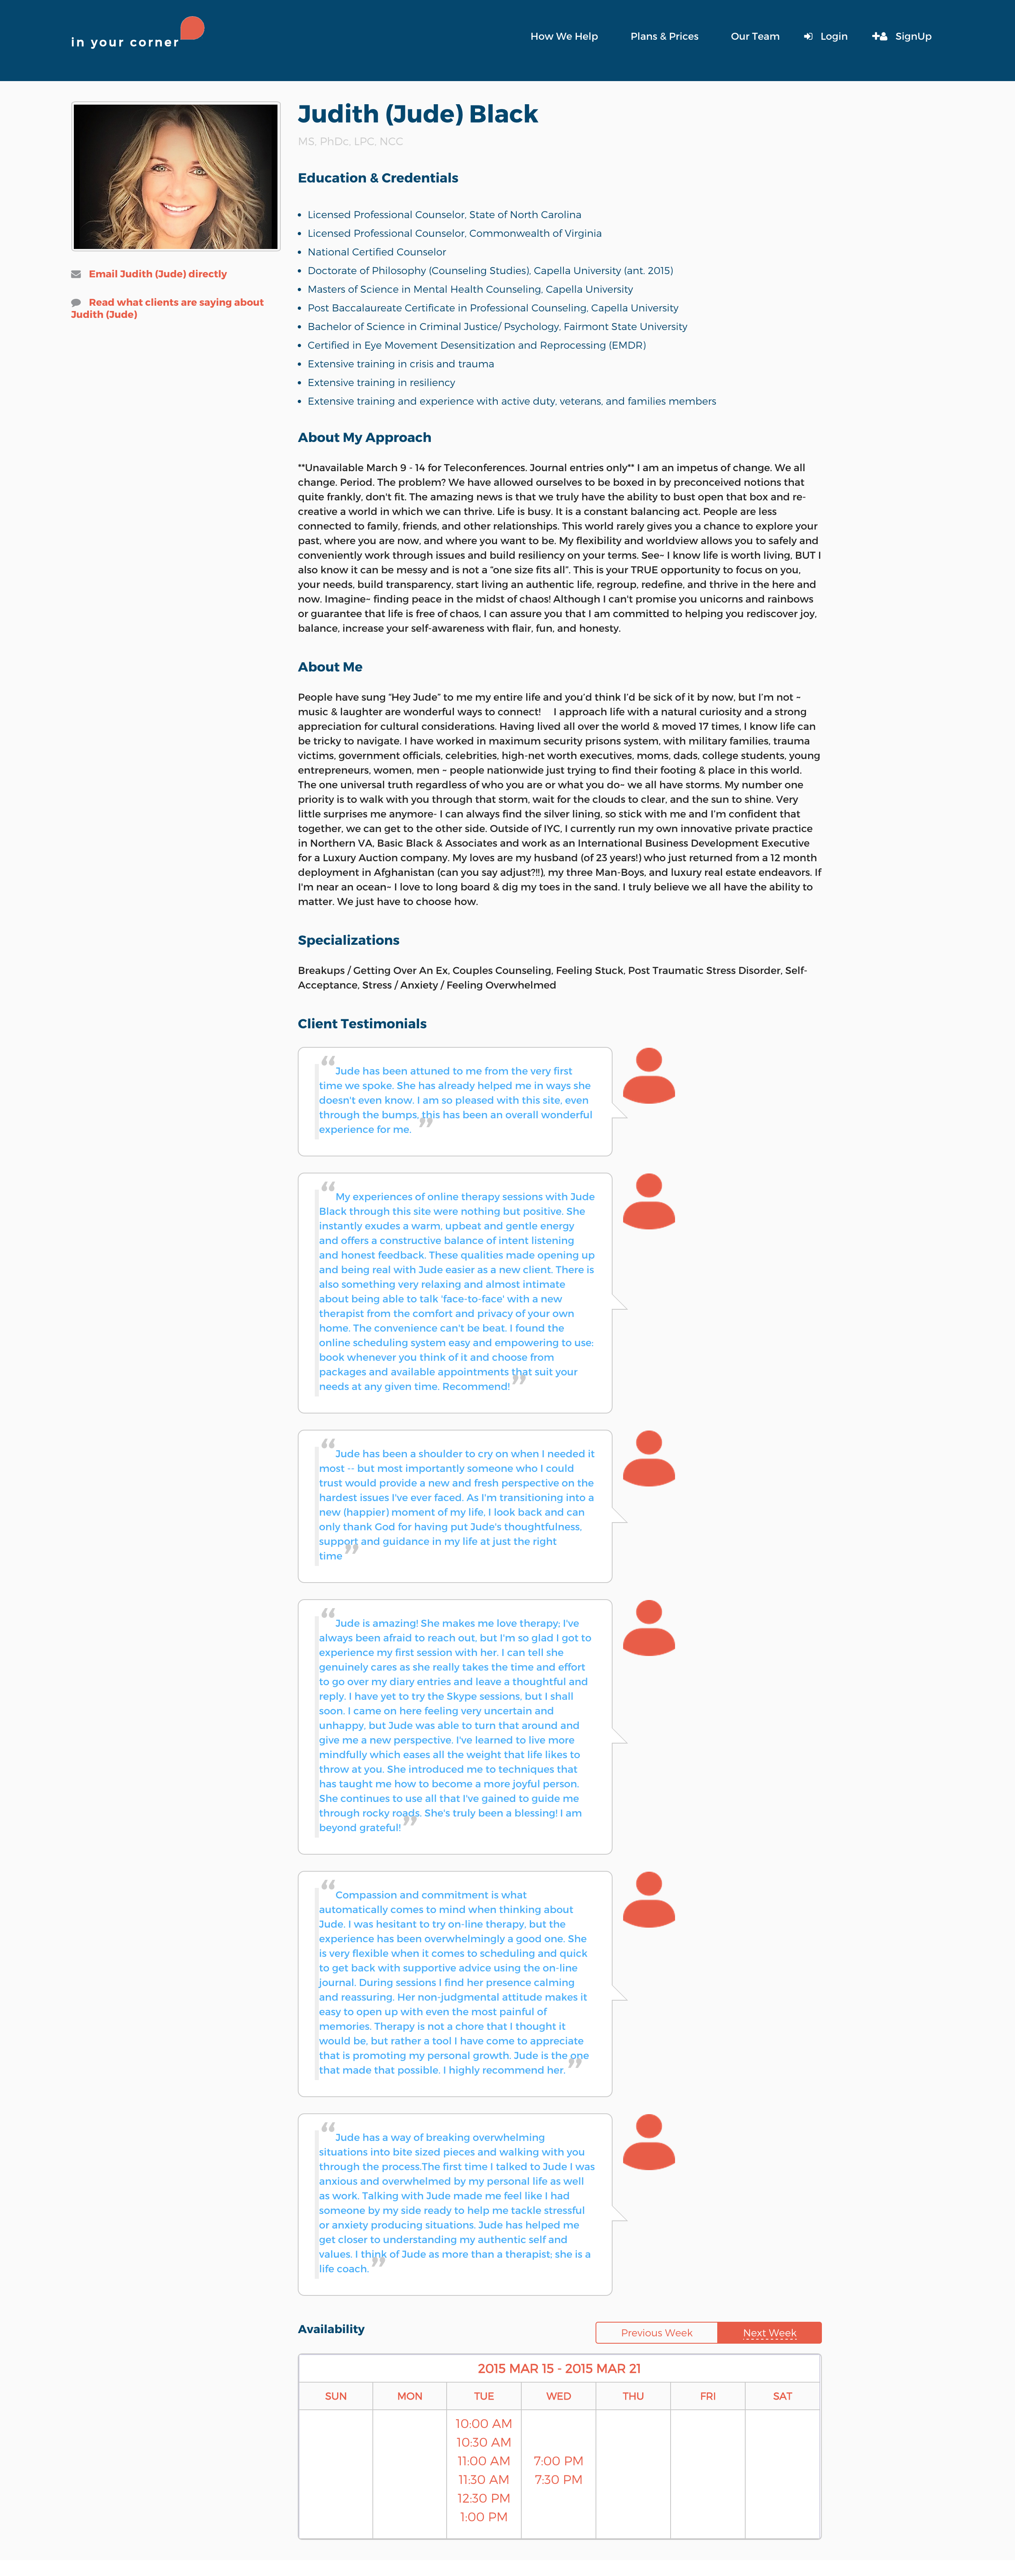 in your corner
How We Help
Plans & Prices
Our Team
Login
SignUp
Judith (Jude) Black
MS, PhDc, LPC, NCC
Email Judith (Jude) directly
Read what clients are saying about
Judith (Jude)
Education & Credentials
• Licensed Professional Counselor, State of North Carolina
• Licensed Professional Counselor, Commonwealth of Virginia
• National Certified Counselor
• Doctorate of Philosophy (Counseling Studies), Capella University (ant. 2015)
• Masters of Science in Mental Health Counseling, Capella University
• Post Baccalaureate Certificate in Professional Counseling, Capella University
• Bachelor of Science in Criminal Justice/ Psychology, Fairmont State University
• Certified in Eye Movement Desensitization and Reprocessing (EMDR)
• Extensive training in crisis and trauma
• Extensive training in resiliency
• Extensive training and experience with active duty, veterans, and families members
About My Approach
**Unavailable March 9 - 14 for Teleconferences. Journal entries only** I am an impetus of change. We all
change. Period. The problem? We have allowed ourselves to be boxed in by preconceived notions that
quite frankly, don't fit. The amazing news is that we truly have the ability to bust open that box and re-
creative a world in which we can thrive. Life is busy. It is a constant balancing act. People are less
connected to family, friends, and other relationships. This world rarely gives you a chance to explore your
past, where you are now, and where you want to be. My flexibility and worldview allows you to safely and
conveniently work through issues and build resiliency on your terms. See~ I know life is worth living, BUT I
also know it can be messy and is not a "one size fits all". This is your TRUE opportunity to focus on you,
your needs, build transparency, start living an authentic life, regroup, redefine, and thrive in the here and
now. Imagine~ finding peace in the midst of chaos! Although I can't promise you unicorns and rainbows
or guarantee that life is free of chaos, I can assure you that I am committed to helping you rediscover joy,
balance, increase your self-awareness with flair, fun, and honesty.
About Me
People have sung "Hey Jude" to me my entire life and you'd think I'd be sick of it by now, but I'm not ~
music & laughter are wonderful ways to connect! I approach life with a natural curiosity and a strong
appreciation for cultural considerations. Having lived all over the world & moved 17 times, I know life can
be tricky to navigate. I have worked in maximum security prisons system, with military families, trauma
victims, government officials, celebrities, high-net worth executives, moms, dads, college students, young
entrepreneurs, women, men ~ people nationwide just trying to find their footing & place in this world.
The one universal truth regardless of who you are or what you do~ we all have storms. My number one
priority is to walk with you through that storm, wait for the clouds to clear, and the sun to shine. Very
little surprises me anymore- I can always find the silver lining, so stick with me and I'm confident that
together, we can get to the other side. Outside of IYC, I currently run my own innovative private practice
in Northern VA, Basic Black & Associates and work as an International Business Development Executive
for a Luxury Auction company. My loves are my husband (of 23 years!) who just returned from a 12 month
deployment in Afghanistan (can you say adjust?!!), my three Man-Boys, and luxury real estate endeavors. If
I'm near an ocean~ I love to long board & dig my toes in the sand. I truly believe we all have the ability to
matter. We just have to choose how.
Specializations
Breakups / Getting Over An Ex, Couples Counseling, Feeling Stuck, Post Traumatic Stress Disorder, Self-
Acceptance, Stress / Anxiety / Feeling Overwhelmed
Client Testimonials
“Jude has been attuned to me from the very first
time we spoke. She has already helped me in ways she
doesn't even know. I am so pleased with this site, even
through the bumps, this has been an overall wonderful
experience for me. ”
“My experiences of online therapy sessions with Jude
Black through this site were nothing but positive. She
instantly exudes a warm, upbeat and gentle energy
and offers a constructive balance of intent listening
and honest feedback. These qualities made opening up
and being real with Jude easier as a new client. There is
also something very relaxing and almost intimate
about being able to talk 'face-to-face' with a new
therapist from the comfort and privacy of your own
home. The convenience can't be beat. I found the
online scheduling system easy and empowering to use:
book whenever you think of it and choose from
packages and available appointments that suit your
needs at any given time. Recommend! ”
“Jude has been a shoulder to cry on when I needed it
most -- but most importantly someone who I could
trust would provide a new and fresh perspective on the
hardest issues I've ever faced. As I'm transitioning into a
new (happier) moment of my life, I look back and can
only thank God for having put Jude's thoughtfulness,
support and guidance in my life at just the right
time ”
“Jude is amazing! She makes me love therapy; I've
always been afraid to reach out, but I'm so glad I got to
experience my first session with her. I can tell she
genuinely cares as she really takes the time and effort
to go over my diary entries and leave a thoughtful and
reply. I have yet to try the Skype sessions, but I shall
soon. I came on here feeling very uncertain and
unhappy, but Jude was able to turn that around and
give me a new perspective. I've learned to live more
mindfully which eases all the weight that life likes to
throw at you. She introduced me to techniques that
has taught me how to become a more joyful person.
She continues to use all that I've gained to guide me
through rocky roads. She's truly been a blessing! I am
beyond grateful! ”
“Compassion and commitment is what
automatically comes to mind when thinking about
Jude. I was hesitant to try on-line therapy, but the
experience has been overwhelmingly a good one. She
is very flexible when it comes to scheduling and quick
to get back with supportive advice using the on-line
journal. During sessions I find her presence calming
and reassuring. Her non-judgmental attitude makes it
easy to open up with even the most painful of
memories. Therapy is not a chore that I thought it
would be, but rather a tool I have come to appreciate
that is promoting my personal growth. Jude is the one
that made that possible. I highly recommend her. ”
“Jude has a way of breaking overwhelming
situations into bite sized pieces and walking with you
through the process.The first time I talked to Jude I was
anxious and overwhelmed by my personal life as well
as work. Talking with Jude made me feel like I had
someone by my side ready to help me tackle stressful
or anxiety producing situations. Jude has helped me
get closer to understanding my authentic self and
values. I think of Jude as more than a therapist; she is a
life coach. ”
Availability
Previous Week
Next Week
2015 MAR 15 - 2015 MAR 21
SUN MON TUE WED THU FRI SAT
10:00 AM
10:30 AM
11:00 AM 7:00 PM
11:30 AM 7:30 PM
12:30 PM
1:00 PM